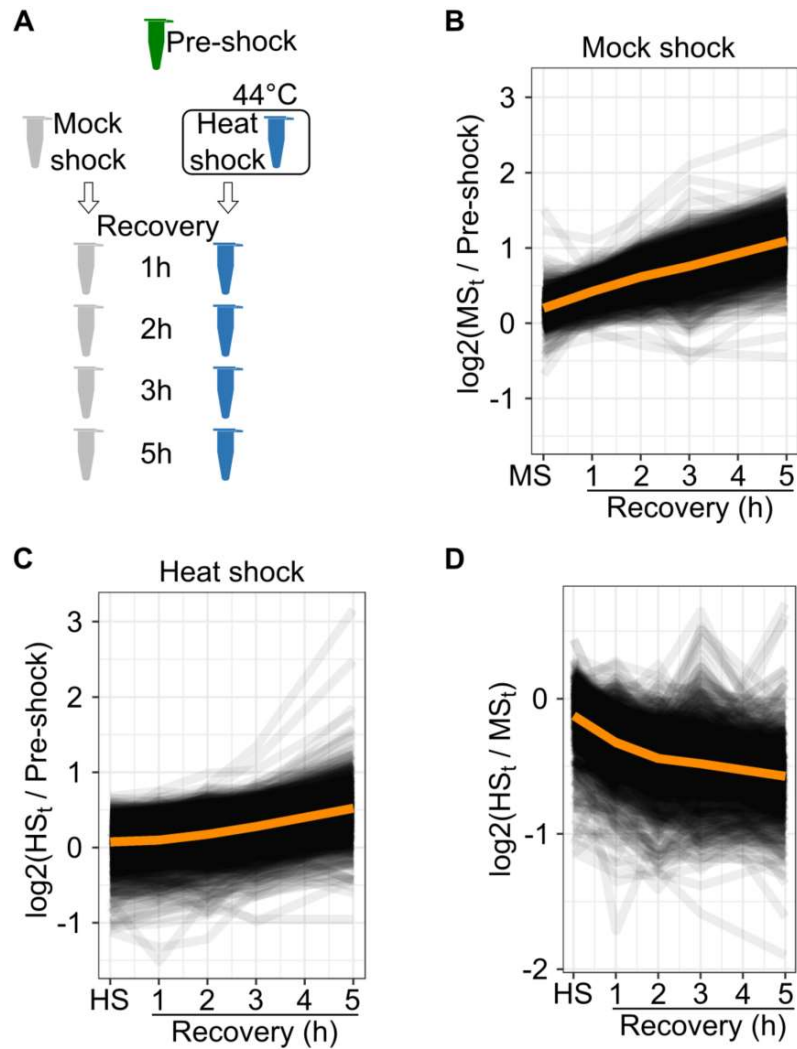 A
Pre-shock
44°C
Mock
shock
Heat
shock
Recovery
1h
2h
3h
5h
B
Mock shock
log2(MSt / Pre-shock)
3
2
1
0
-1
MS 1 2 3 4 5
Recovery (h)
C
Heat shock
log2(HSt / Pre-shock)
3
2
1
0
-1
HS 1 2 3 4 5
Recovery (h)
D
log2(HSt / MSt)
0
-1
-2
HS 1 2 3 4 5
Recovery (h)